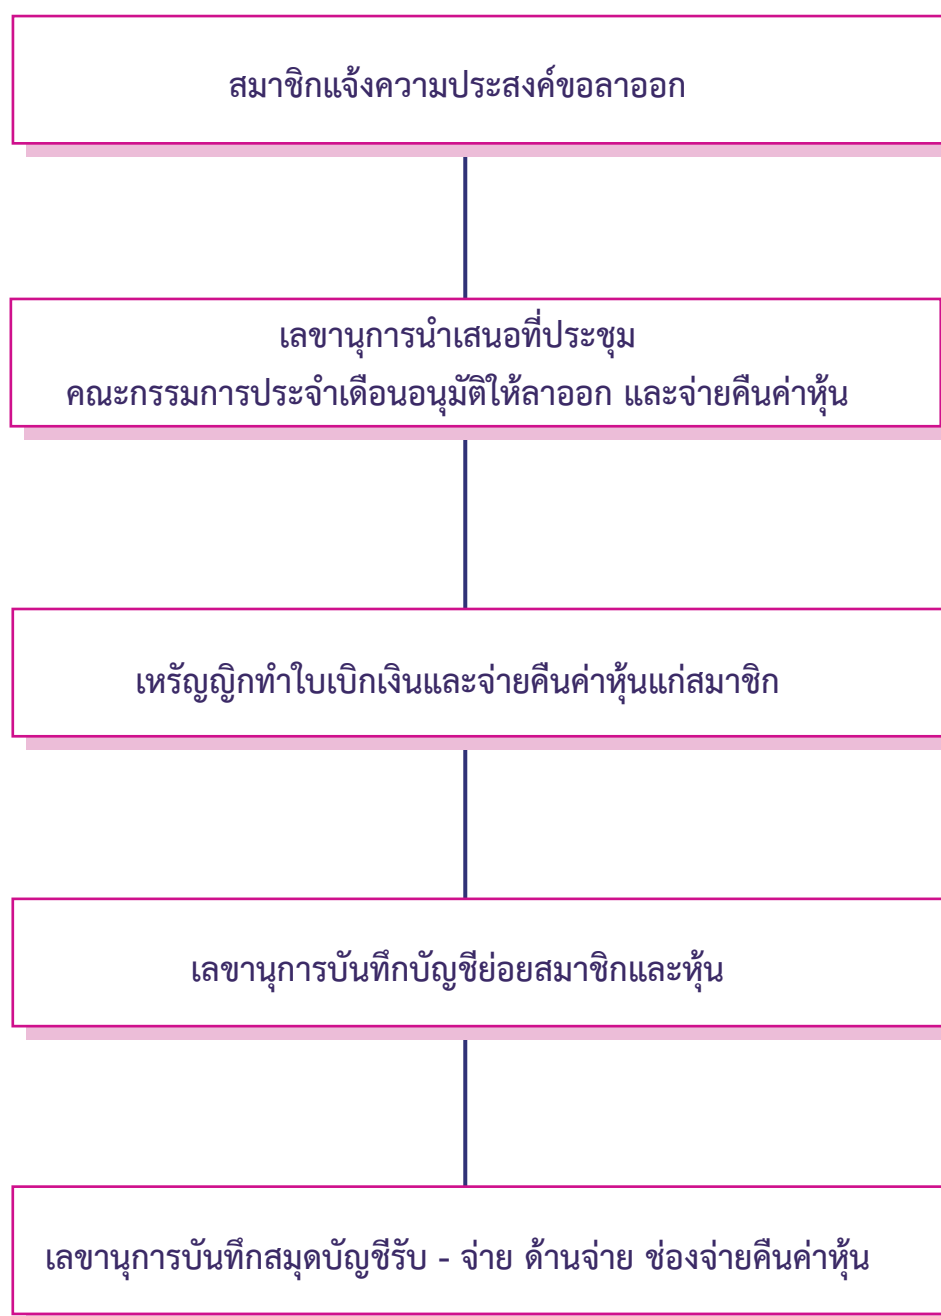 สมาชิกแจ้งความประสงค์ขอลาออก
เลขานุการนำเสนอที่ประชุม
คณะกรรมการประจำเดือนอนุมัติให้ลาออก และจ่ายคืนค่าหุ้น
เหรัญญิกทำใบเบิกเงินและจ่ายคืนค่าหุ้นแก่สมาชิก
เลขานุการบันทึกบัญชีย่อยสมาชิกและหุ้น
เลขานุการบันทึกสมุดบัญชีรับ - จ่าย ด้านจ่าย ช่องจ่ายคืนค่าหุ้น